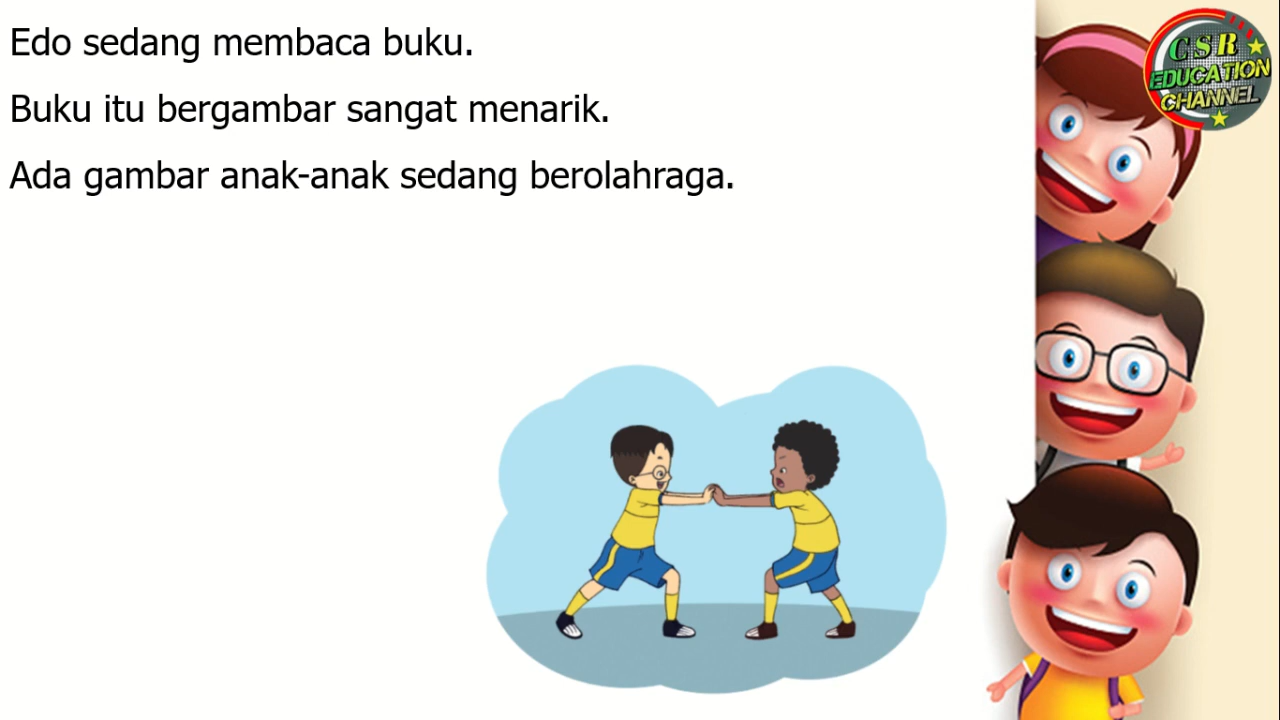 Edo sedang membaca buku.
Buku itu bergambar sangat menarik.
Ada gambar anak-anak sedang berolahraga.
CSR
EDUCATION
CHANNEL